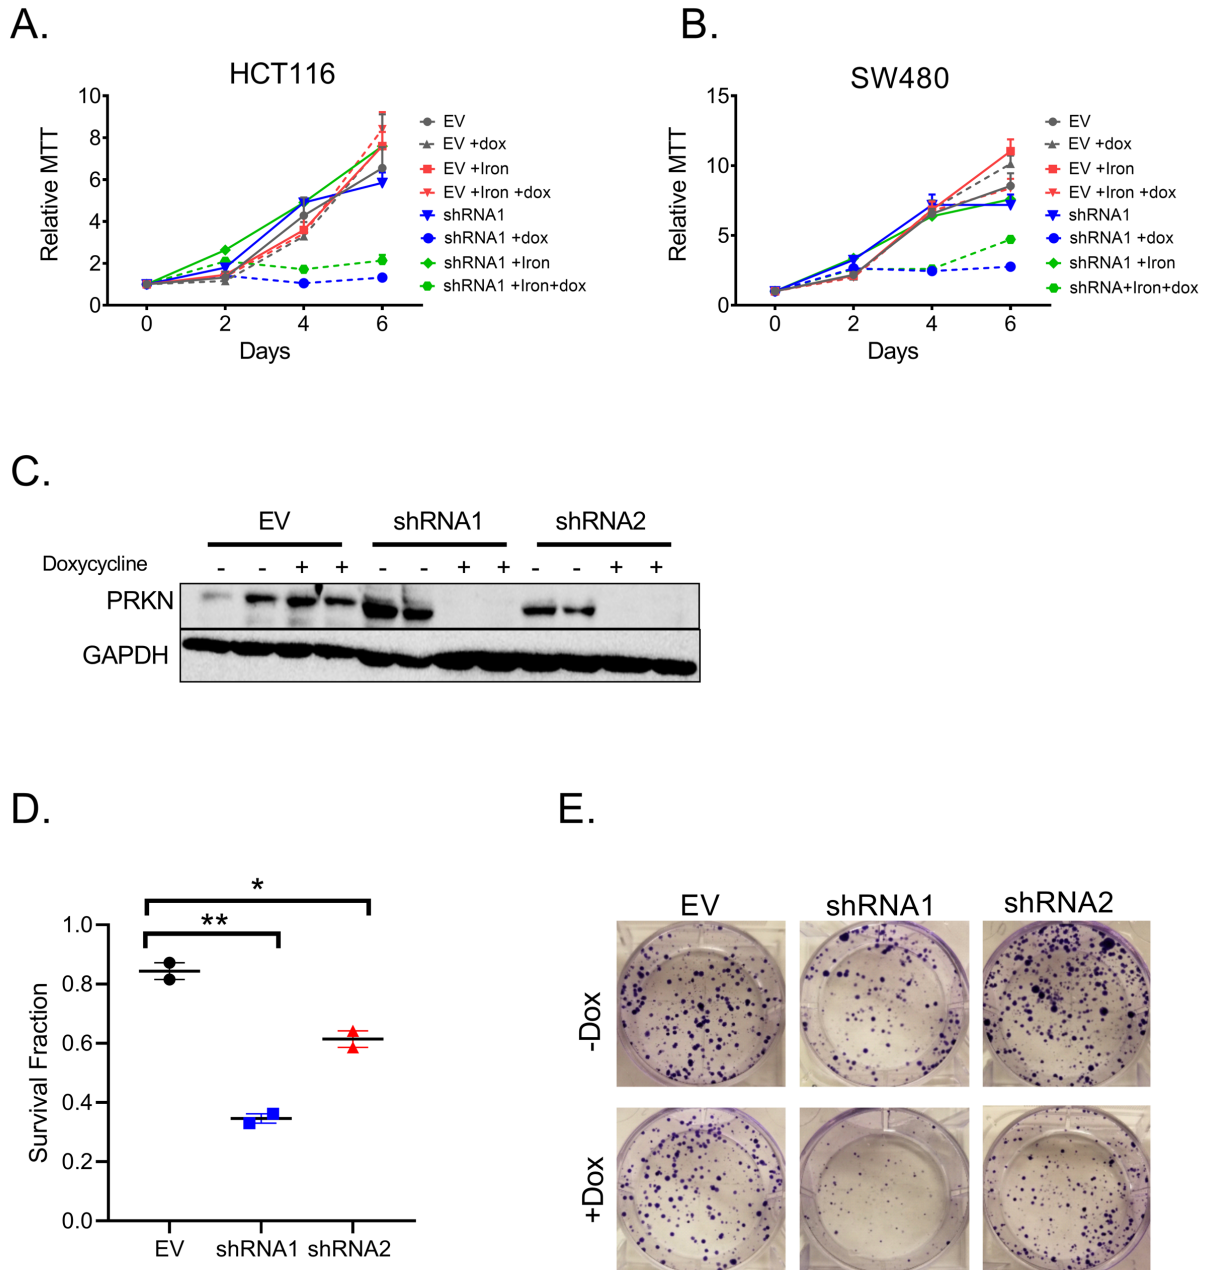 A.
HCT116
Relative MTT
10
8
6
4
2
0
0 2 4 6
Days
EV
EV +dox
EV +Iron
EV +Iron +dox
shRNA1
shRNA1 +dox
shRNA1 +Iron
shRNA1 +Iron+dox
B.
SW480
Relative MTT
15
10
5
0
0 2 4 6
Days
EV
EV +dox
EV +Iron
EV +Iron +dox
shRNA1
shRNA1 +dox
shRNA1 +Iron
shRNA+Iron+dox
C.
EV shRNA1 shRNA2
Doxycycline - - + + - - + + - - + +
PRKN
GAPDH
D.
*
**
Survival Fraction
1.0
0.8
0.6
0.4
0.2
0.0
EV shRNA1 shRNA2
E.
EV shRNA1 shRNA2
-Dox
+Dox